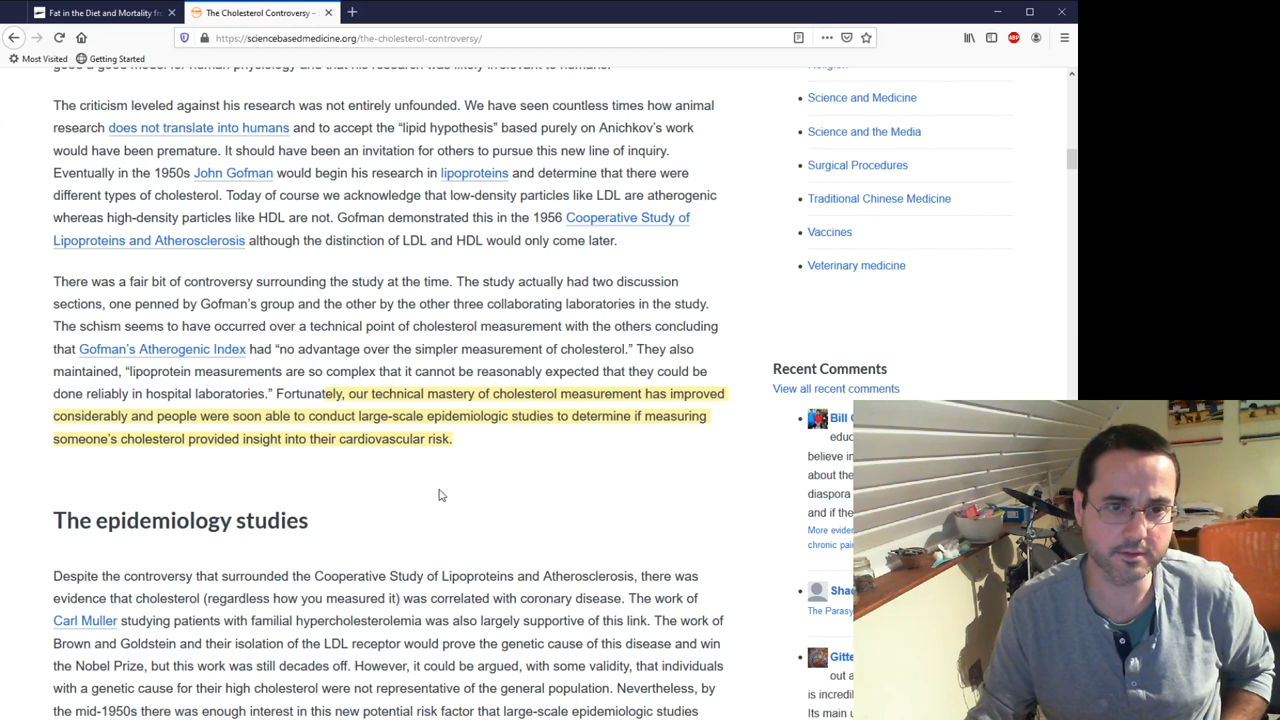 Fat in the Diet and Mortality fro
The Cholesterol Controversy –
https://sciencebasedmedicine.org/the-cholesterol-controversy/
ABP
Most Visited
Getting Started
good a good model for human physiology and that his research was likely irrelevant to humans.
The criticism leveled against his research was not entirely unfounded. We have seen countless times how animal
research does not translate into humans and to accept the “lipid hypothesis” based purely on Anichkov’s work
would have been premature. It should have been an invitation for others to pursue this new line of inquiry.
Eventually in the 1950s John Gofman would begin his research in lipoproteins and determine that there were
different types of cholesterol. Today of course we acknowledge that low-density particles like LDL are atherogenic
whereas high-density particles like HDL are not. Gofman demonstrated this in the 1956 Cooperative Study of
Lipoproteins and Atherosclerosis although the distinction of LDL and HDL would only come later.
There was a fair bit of controversy surrounding the study at the time. The study actually had two discussion
sections, one penned by Gofman’s group and the other by the other three collaborating laboratories in the study.
The schism seems to have occurred over a technical point of cholesterol measurement with the others concluding
that Gofman’s Atherogenic Index had “no advantage over the simpler measurement of cholesterol.” They also
maintained, “lipoprotein measurements are so complex that it cannot be reasonably expected that they could be
done reliably in hospital laboratories.” Fortunately, our technical mastery of cholesterol measurement has improved
considerably and people were soon able to conduct large-scale epidemiologic studies to determine if measuring
someone’s cholesterol provided insight into their cardiovascular risk.
The epidemiology studies
Despite the controversy that surrounded the Cooperative Study of Lipoproteins and Atherosclerosis, there was
evidence that cholesterol (regardless how you measured it) was correlated with coronary disease. The work of
Carl Muller studying patients with familial hypercholesterolemia was also largely supportive of this link. The work of
Brown and Goldstein and their isolation of the LDL receptor would prove the genetic cause of this disease and win
the Nobel Prize, but this work was still decades off. However, it could be argued, with some validity, that individuals
with a genetic cause for their high cholesterol were not representative of the general population. Nevertheless, by
the mid-1950s there was enough interest in this new potential risk factor that large-scale epidemiologic studies
Religion
Science and Medicine
Science and the Media
Surgical Procedures
Traditional Chinese Medicine
Vaccines
Veterinary medicine
Recent Comments
View all recent comments
Bill
educ
believe in
about the
diaspora
and if the
More eviden
chronic pai
Shac
The Parasy
Gitte
out a
is incredi
Its main u